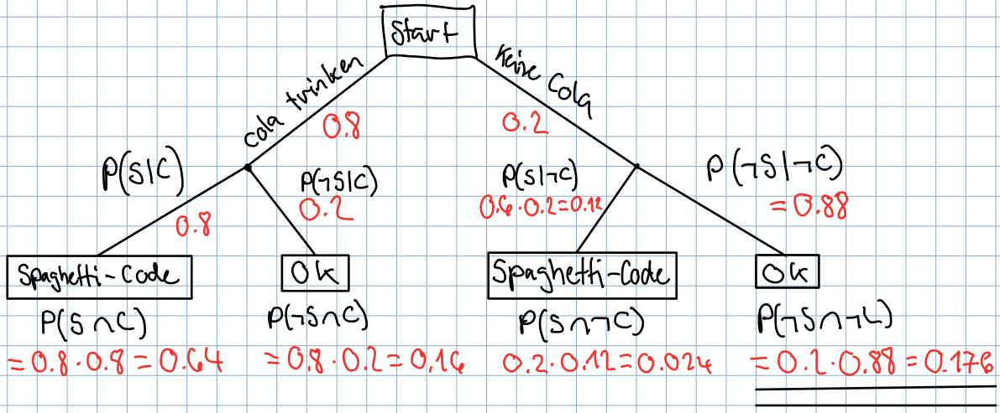 Start
cola trinken
Keine Cola
0.8
0.2
P(S|C)
P(¬S|C)
P(S|¬C)
P(¬S|¬C)
0.8
0.2
0.6·0.2=0.12
=0.88
Spaghetti-Code
Ok
Spaghetti-Code
Ok
P(S∩C)
P(¬S∩C)
P(S∩¬C)
P(¬S∩¬C)
=0.8·0.8=0.64
=0.8·0.2=0.16
0.2·0.12=0.024
=0.2·0.88=0.176